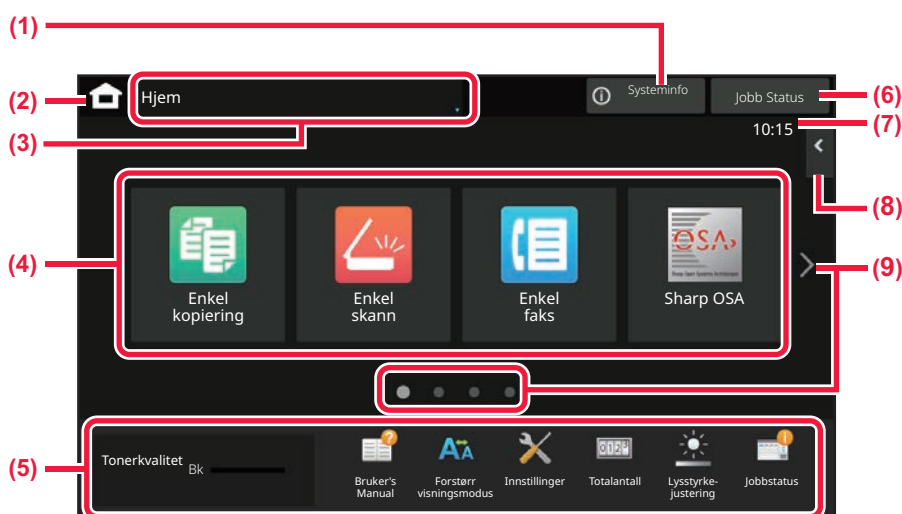 (1)
(2)
Hjem
Systeminfo
Jobb Status
(6)
(3)
10:15
(7)
(8)
(4)
OSA
Enkel
kopiering
Enkel
skann
Enkel
faks
Sharp OSA
(9)
(5)
Tonerkvalitet
Bk
Bruker's
Manual
Forstørr
visningsmodus
Innstillinger
Totalantall
Lysstyrke-
justering
Jobbstatus